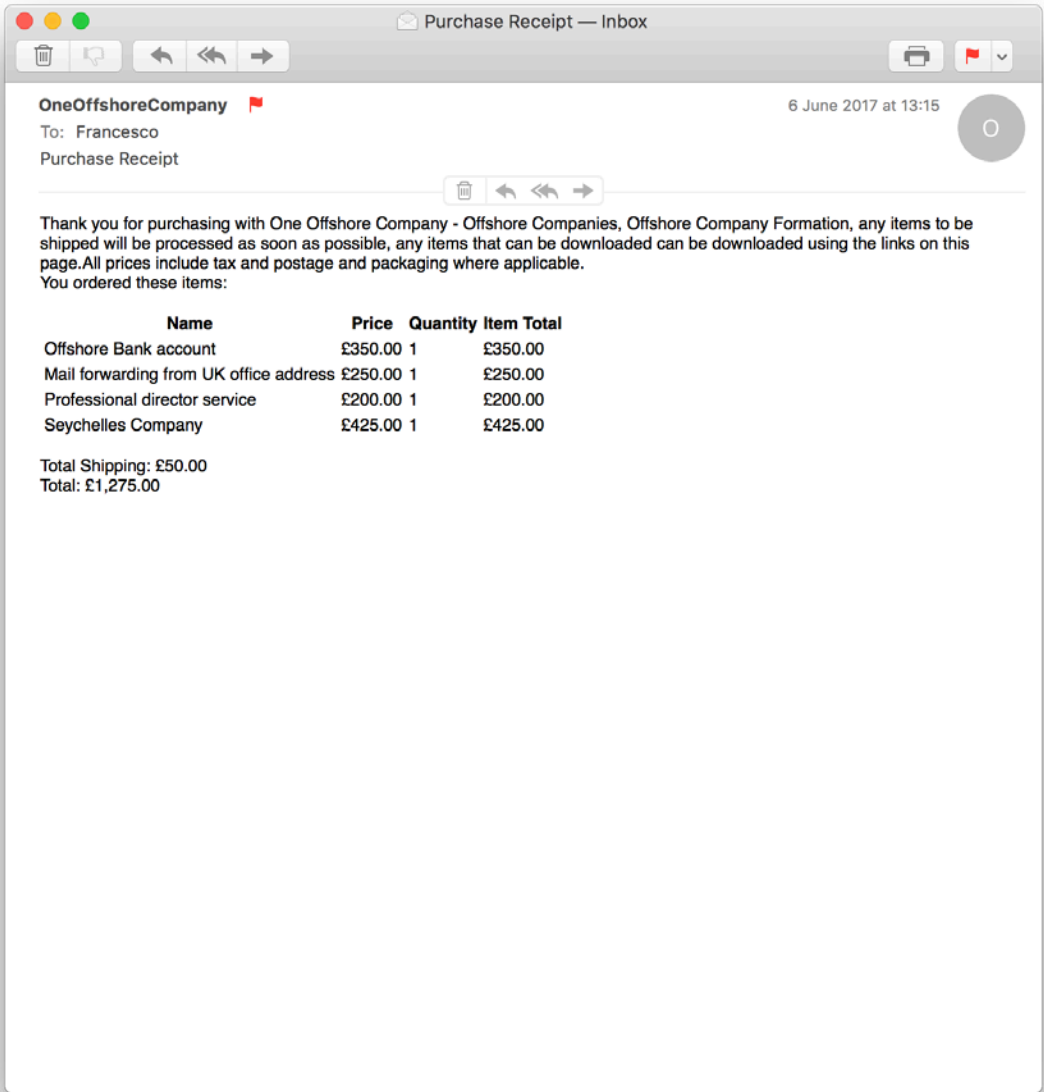 Purchase Receipt — Inbox
OneOffshoreCompany
6 June 2017 at 13:15
To: Francesco
O
Purchase Receipt
Thank you for purchasing with One Offshore Company - Offshore Companies, Offshore Company Formation, any items to be
shipped will be processed as soon as possible, any items that can be downloaded can be downloaded using the links on this
page.All prices include tax and postage and packaging where applicable.
You ordered these items:
Name Price Quantity Item Total
Offshore Bank account £350.00 1 £350.00
Mail forwarding from UK office address £250.00 1 £250.00
Professional director service £200.00 1 £200.00
Seychelles Company £425.00 1 £425.00
Total Shipping: £50.00
Total: £1,275.00